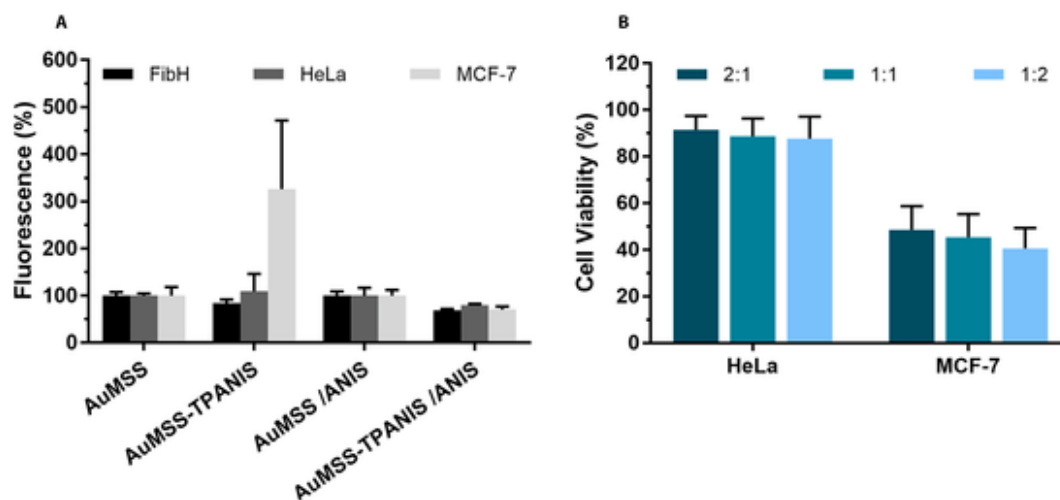 A
Fluorescence (%)
600
500
400
300
200
100
0
FibH HeLa MCF-7
AuMSS
AuMSS-TPANIS
AuMSS /ANIS
AuMSS-TPANIS /ANIS
B
Cell Viability (%)
120
100
80
60
40
20
0
2:1 1:1 1:2
HeLa MCF-7